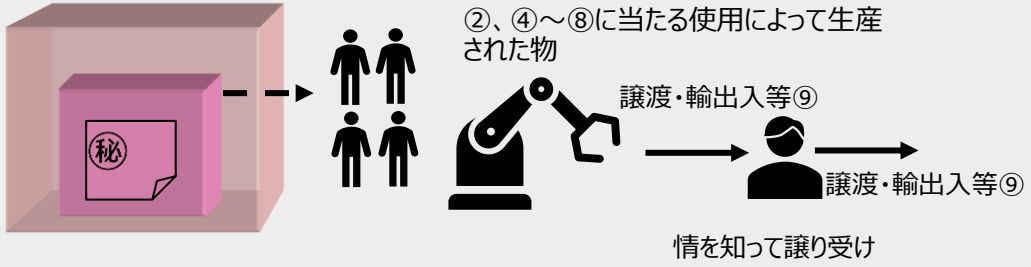 ②、④～⑧に当たる使用によって生産
された物
譲渡・輸出入等⑨
秘
譲渡・輸出入等⑨
情を知って譲り受け